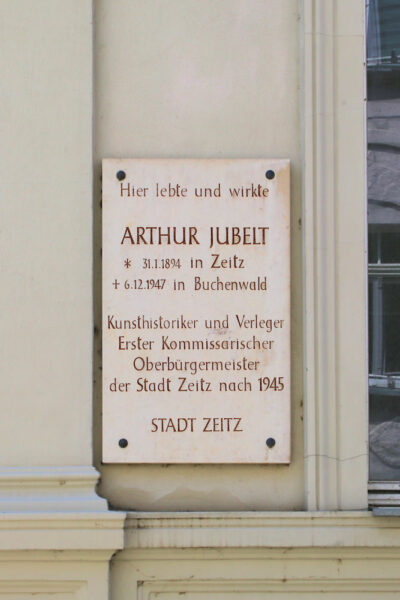 Hier lebte und wirkte
ARTHUR JUBELT
* 31.1.1894 in Zeitz
+ 6.12.1947 in Buchenwald
Kunsthistoriker und Verleger
Erster Kommissarischer
Oberbürgermeister
der Stadt Zeitz nach 1945
STADT ZEITZ